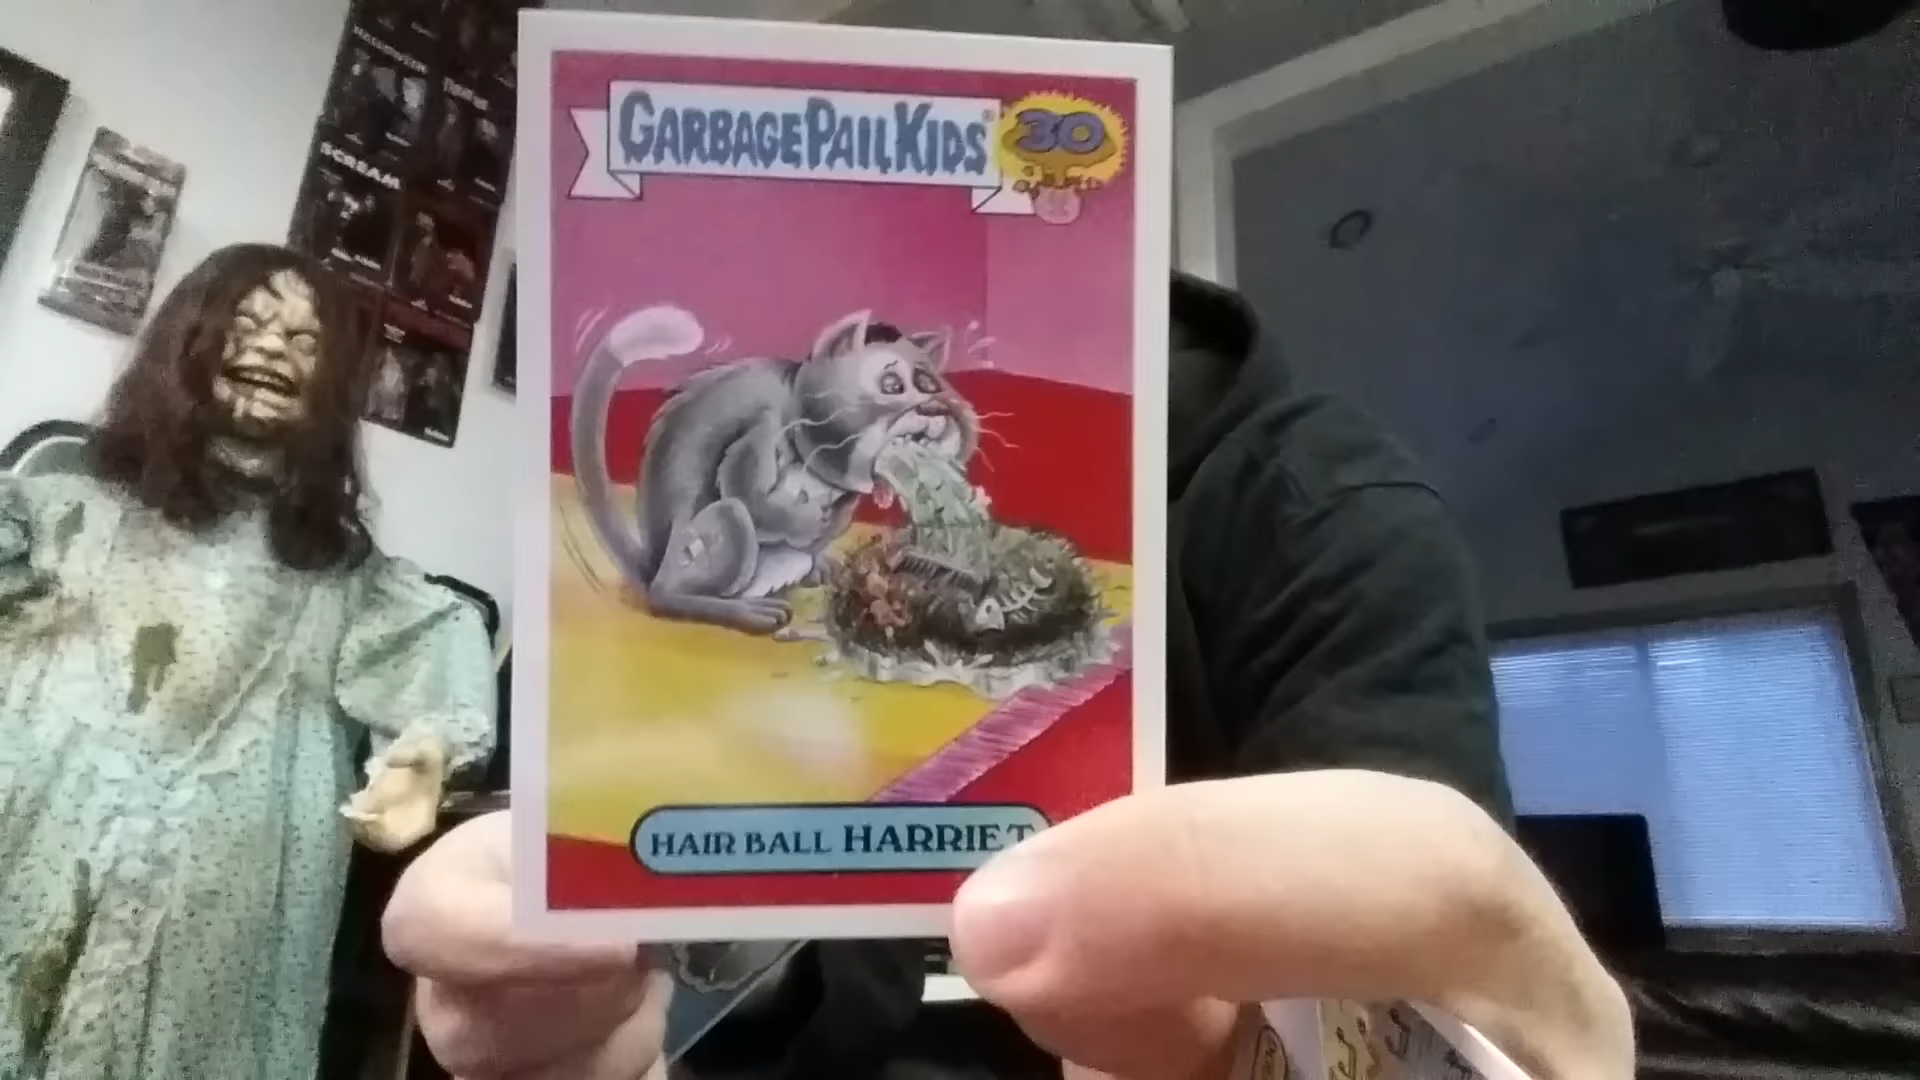 SCREAM
GARBAGE PAIL KIDS®
30
HAIR BALL HARRIET